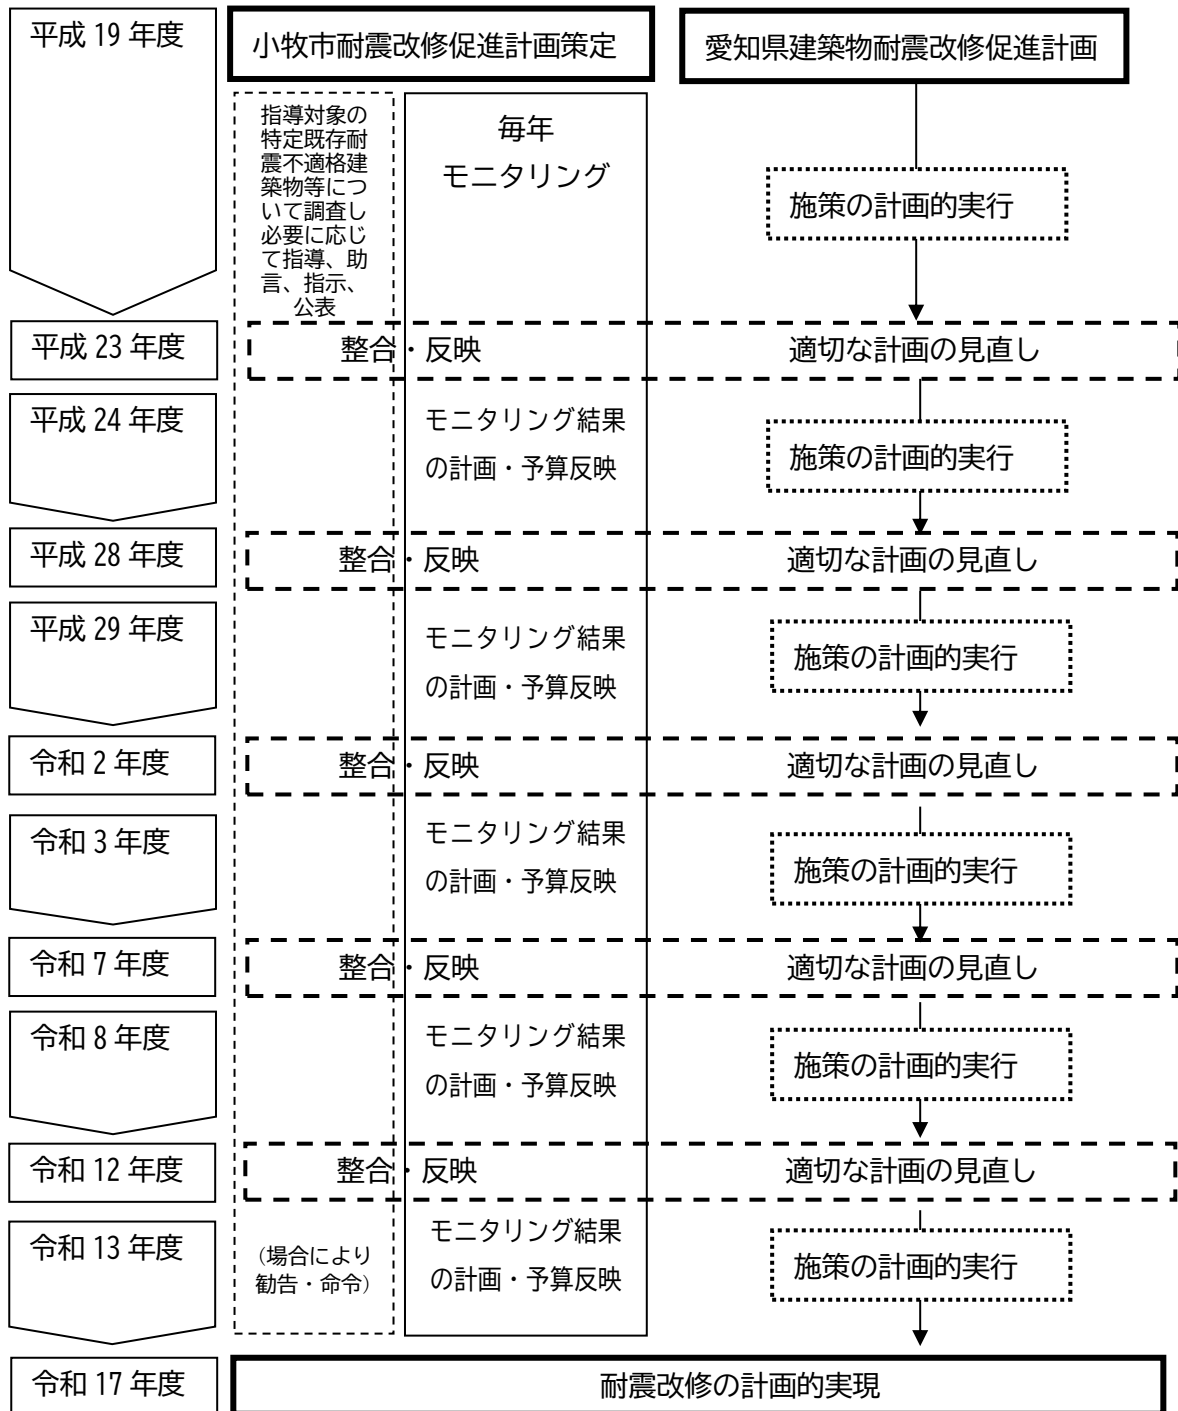 平成 19 年度
小牧市耐震改修促進計画策定
愛知県建築物耐震改修促進計画
指導対象の
特定既存耐
震不適格建
築物等につ
いて調査し
必要に応じ
て指導、助
言、指示、
公表
毎年
モニタリング
施策の計画的実行
平成 23 年度
整合・反映
適切な計画の見直し
平成 24 年度
モニタリング結果
の計画・予算反映
施策の計画的実行
平成 28 年度
整合・反映
適切な計画の見直し
平成 29 年度
モニタリング結果
の計画・予算反映
施策の計画的実行
令和 2 年度
整合・反映
適切な計画の見直し
令和 3 年度
モニタリング結果
の計画・予算反映
施策の計画的実行
令和 7 年度
整合・反映
適切な計画の見直し
令和 8 年度
モニタリング結果
の計画・予算反映
施策の計画的実行
令和 12 年度
整合・反映
適切な計画の見直し
令和 13 年度
(場合により
勧告・命令)
モニタリング結果
の計画・予算反映
施策の計画的実行
令和 17 年度
耐震改修の計画的実現